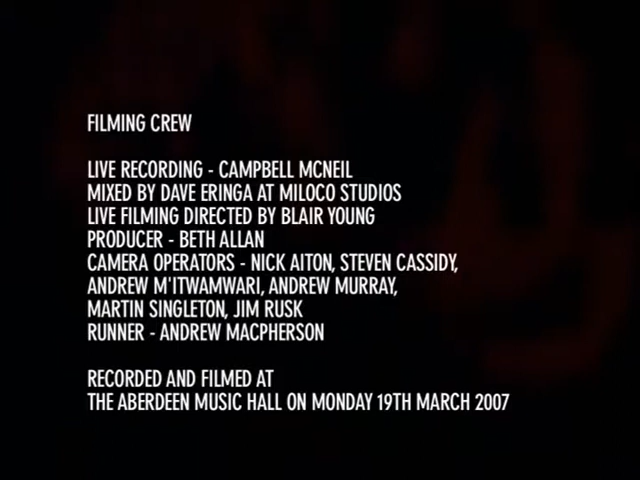 FILMING CREW
LIVE RECORDING - CAMPBELL MCNEIL
MIXED BY DAVE ERINGA AT MILOCO STUDIOS
LIVE FILMING DIRECTED BY BLAIR YOUNG
PRODUCER - BETH ALLAN
CAMERA OPERATORS - NICK AITON, STEVEN CASSIDY,
ANDREW M'ITWAMWARI, ANDREW MURRAY,
MARTIN SINGLETON, JIM RUSK
RUNNER - ANDREW MACPHERSON
RECORDED AND FILMED AT
THE ABERDEEN MUSIC HALL ON MONDAY 19TH MARCH 2007